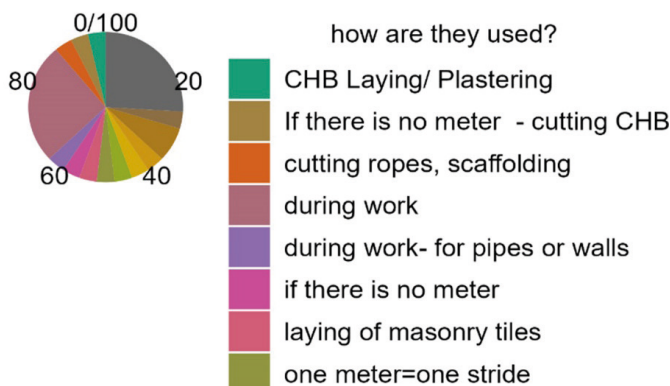 0/100
20
40
60
80
how are they used?
CHB Laying/ Plastering
If there is no meter - cutting CHB
cutting ropes, scaffolding
during work
during work- for pipes or walls
if there is no meter
laying of masonry tiles
one meter=one stride